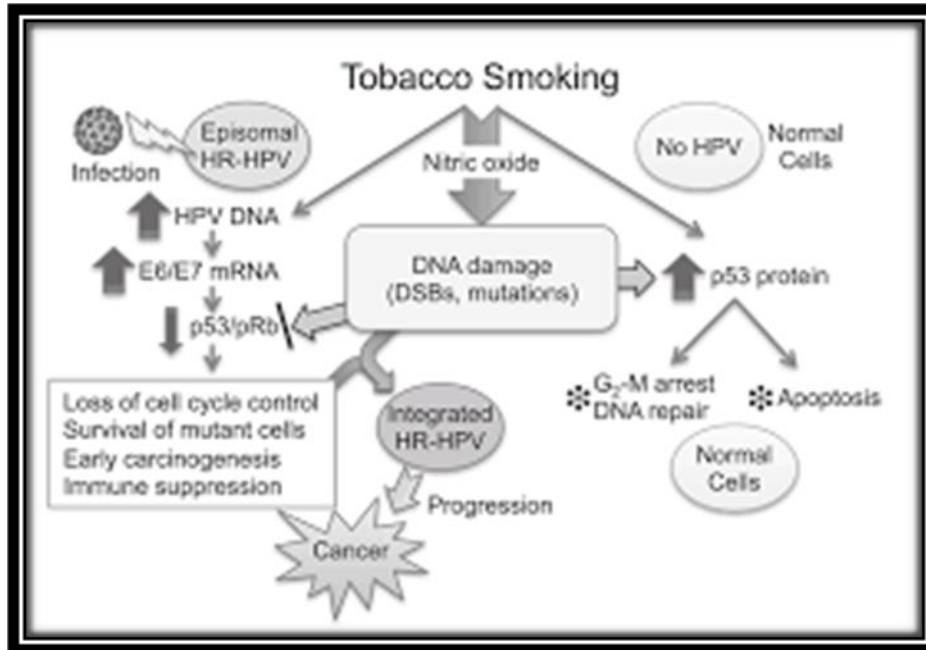 Tobacco Smoking
Infection
Episomal
HR-HPV
Nitric oxide
No HPV
Normal
Cells
HPV DNA
E6/E7 mRNA
p53/pRb
DNA damage
(DSBs, mutations)
p53 protein
G₂-M arrest
DNA repair
Apoptosis
Normal
Cells
Loss of cell cycle control
Survival of mutant cells
Early carcinogenesis
Immune suppression
Integrated
HR-HPV
Progression
Cancer